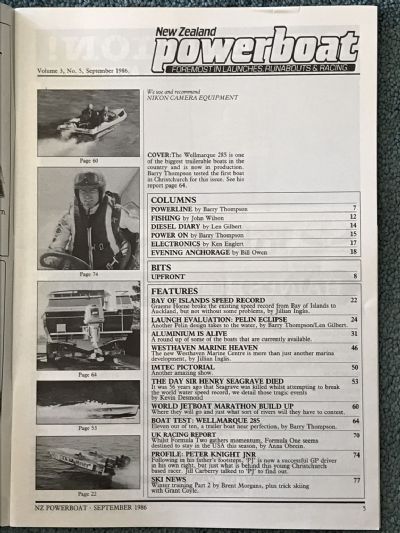 New Zealand
powerboat
FOREMOST IN LAUNCHES, RUNABOUTS & RACING
Volume 3, No. 5, September 1986.
We use and recommend
NIKON CAMERA EQUIPMENT
Page 60
COVER: The Wellmarque 285 is one
of the biggest trailerable boats in the
country and is now in production.
Barry Thompson tested the first boat
in Christchurch for this issue. See his
report page 64.
Page 74
COLUMNS
POWERLINE by Barry Thompson 7
FISHING by John Wilson 12
DIESEL DIARY by Len Gilbert 14
POWER ON by Barry Thompson 15
ELECTRONICS by Ken Englert 17
EVENING ANCHORAGE by Bill Owen 18
BITS
UPFRONT 8
FEATURES
BAY OF ISLANDS SPEED RECORD 22
Graeme Horne broke the existing speed record from Bay of Islands to
Auckland, but not without some problems, by Jillian Inglis.
LAUNCH EVALUATION: PELIN ECLIPSE 24
Another Pelin design takes to the water, by Barry Thompson/Len Gilbert.
ALUMINIUM IS ALIVE 31
A round up of some of the boats that are currently available.
WESTHAVEN MARINE HEAVEN 46
The new Westhaven Marine Centre is more than just another marina
development, by Jillian Inglis.
IMTEC PICTORIAL 50
Another amazing show.
THE DAY SIR HENRY SEAGRAVE DIED 53
It was 56 years ago that Seagrave was killed whilst attempting to break
the world water speed record, we detail those tragic events
by Kevin Desmond
WORLD JETBOAT MARATHON BUILD UP 60
Where they will go and just what sort of rivers will they have to contest.
BOAT TEST: WELLMARQUE 285 64
Eleven out of ten, a trailer boat near perfection, by Barry Thompson.
UK RACING REPORT 70
Whilst Formula Two gathers momentum, Formula One seems
destined to stay in the USA this season, by Anna Obrein.
PROFILE: PETER KNIGHT JNR 74
Following in his father's footsteps, 'PJ' is now a successful GP driver
in his own right, but just what is behind this young Christchurch
based racer. Jill Carberry talked to 'PJ' to find out.
SKI NEWS 77
Winter training Part 2 by Brent Morgans, plus trick skiing
with Grant Coyle.
Page 64
Page 53
Page 22
NZ POWERBOAT - SEPTEMBER 1986
5